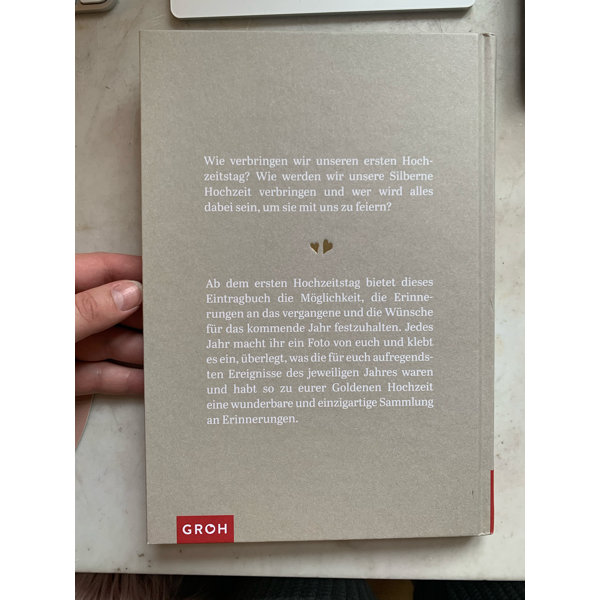 Wie verbringen wir unseren ersten Hoch-
zeitstag? Wie werden wir unsere Silberne
Hochzeit verbringen und wer wird alles
dabei sein, um sie mit uns zu feiern?
Ab dem ersten Hochzeitstag bietet dieses
Eintragbuch die Möglichkeit, die Erinne-
rungen an das vergangene und die Wünsche
für das kommende Jahr festzuhalten. Jedes
Jahr macht ihr ein Foto von euch und klebt
es ein, überlegt, was die für euch aufregends-
ten Ereignisse des jeweiligen Jahres waren
und habt so zu eurer Goldenen Hochzeit
eine wunderbare und einzigartige Sammlung
an Erinnerungen.
GROH